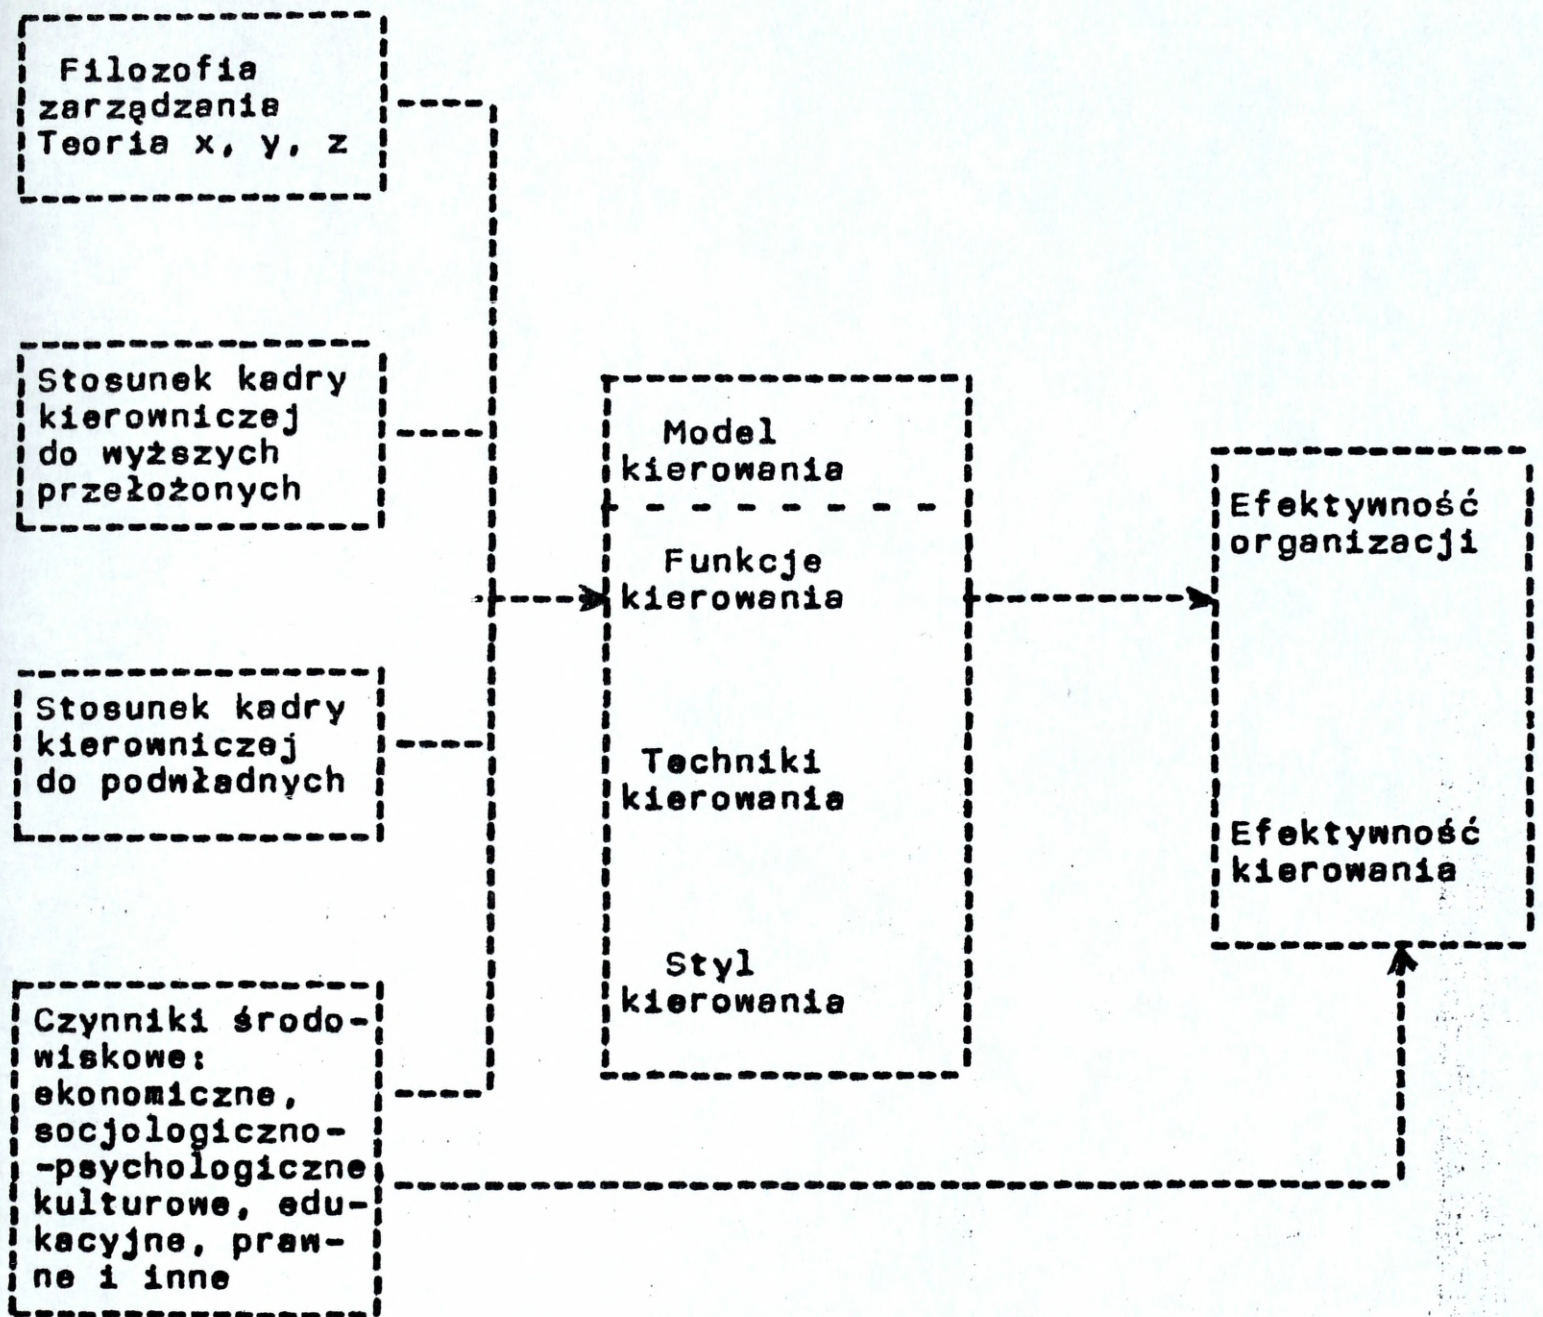 Filozofia
zarządzania
Teoria x, y, z
Stosunek kadry
kierowniczej
do wyższych
przełożonych
Stosunek kadry
kierowniczej
do podwładnych
Czynniki środo-
wiskowe:
ekonomiczne,
socjologiczno-
-psychologiczne
kulturowe, edu-
kacyjne, praw-
ne i inne
Model
kierowania
Funkcje
kierowania
Techniki
kierowania
Styl
kierowania
Efektywność
organizacji
Efektywność
kierowania